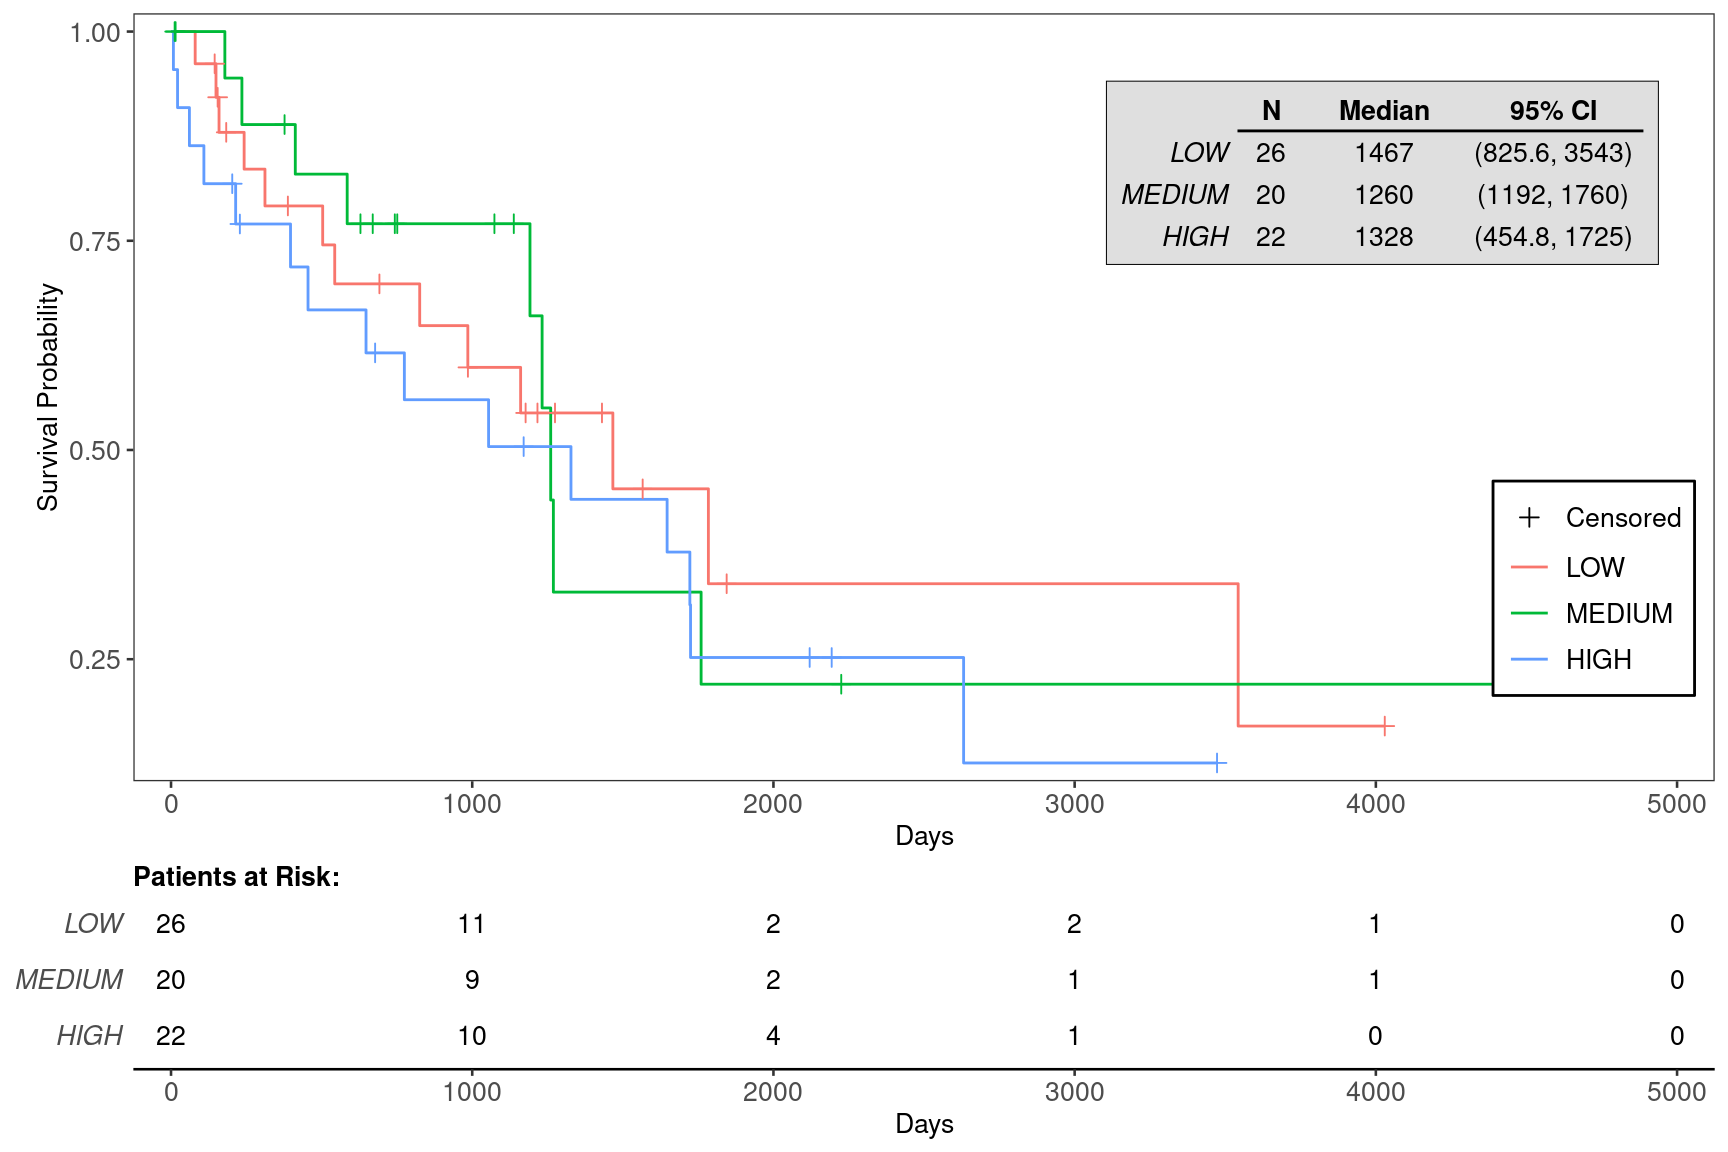 1.00
0.75
0.50
0.25
Survival Probability
N Median 95% CI
LOW 26 1467 (825.6, 3543)
MEDIUM 20 1260 (1192, 1760)
HIGH 22 1328 (454.8, 1725)
Censored
LOW
MEDIUM
HIGH
0 1000 2000 3000 4000 5000
Days
Patients at Risk:
LOW 26 11 2 2 1 0
MEDIUM 20 9 2 1 1 0
HIGH 22 10 4 1 0 0
0 1000 2000 3000 4000 5000
Days